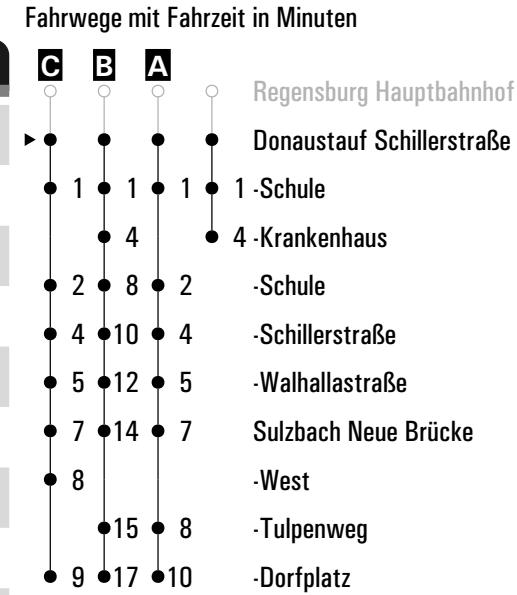 Fahrwege mit Fahrzeit in Minuten
C B A
Regensburg Hauptbahnhof
Donaustauf Schillerstraße
1 1 1 1 -Schule
4 4 -Krankenhaus
2 8 2 -Schule
4 10 4 -Schillerstraße
5 12 5 -Walhallastraße
7 14 7 Sulzbach Neue Brücke
8 -West
15 8 -Tulpenweg
9 17 10 -Dorfplatz